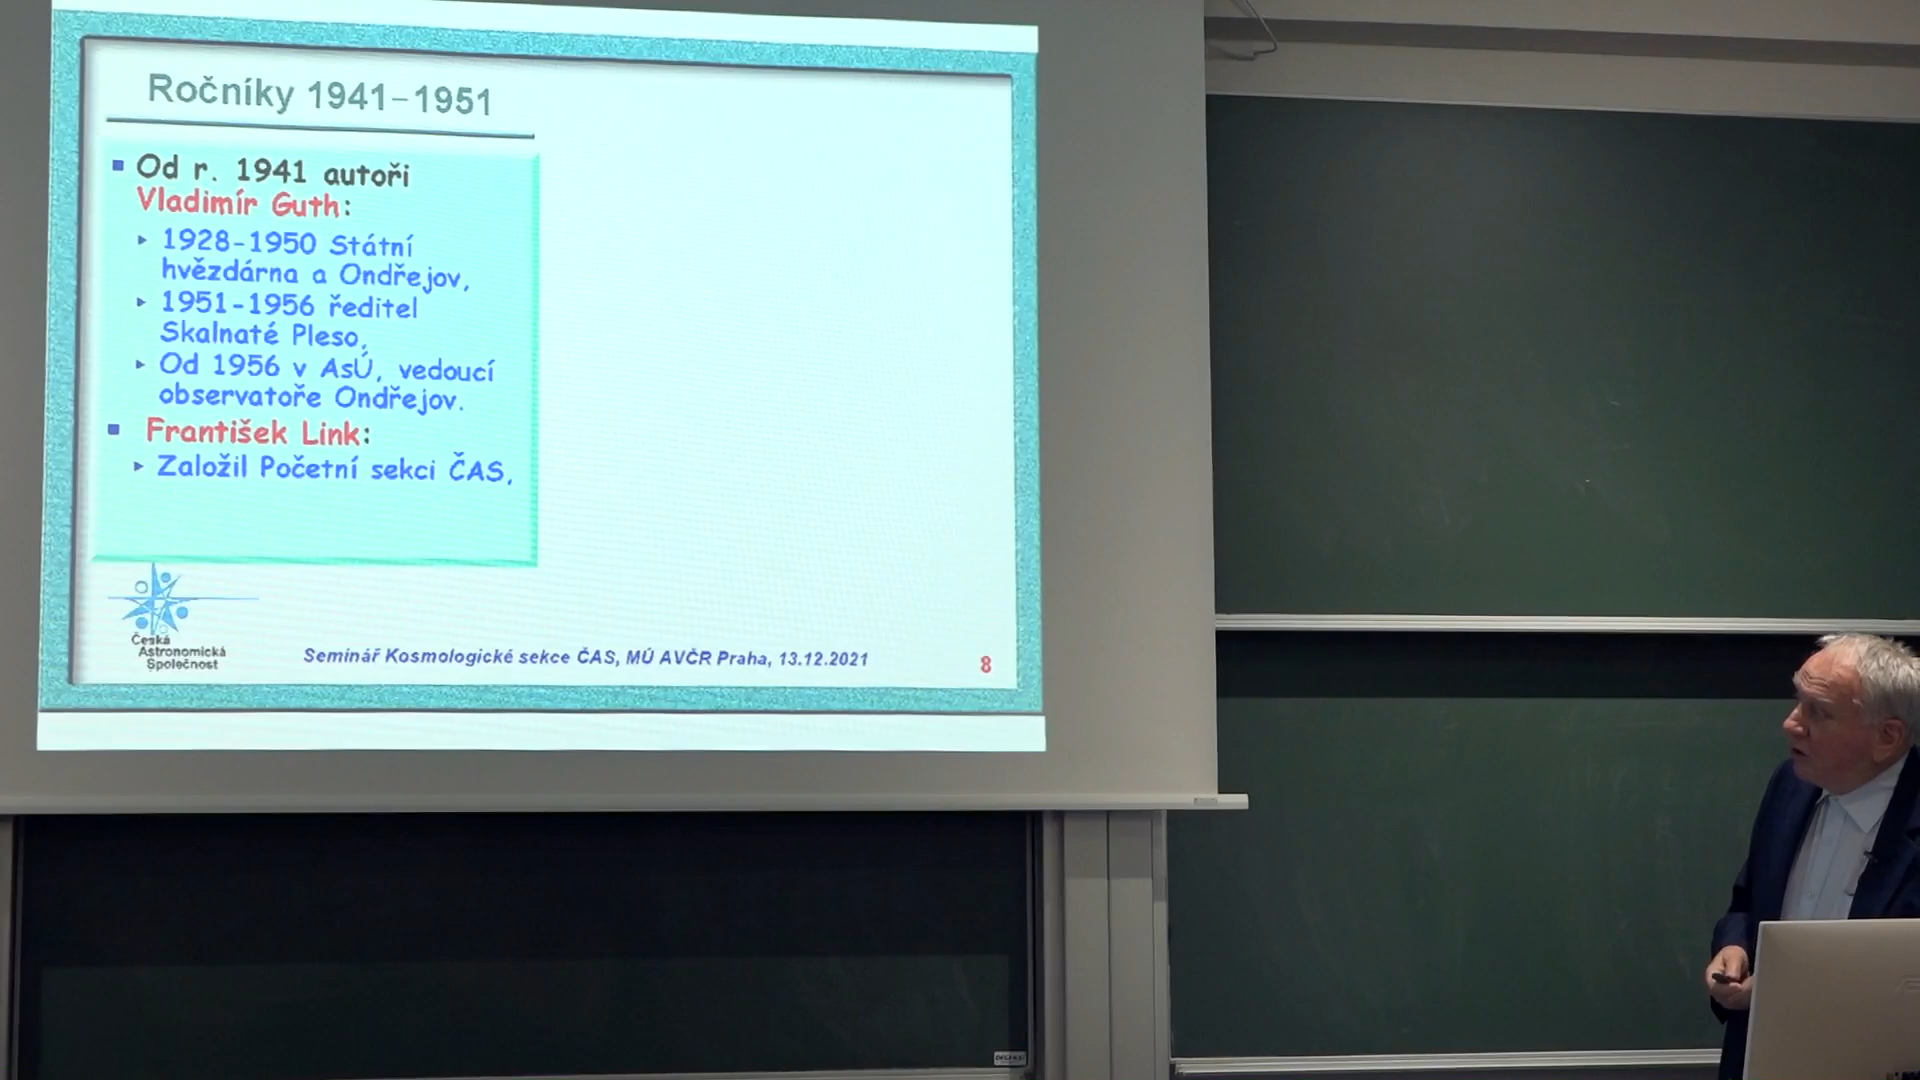 Ročníky 1941–1951
Od r. 1941 autoři
Vladimír Guth:
1928-1950 Státní
hvězdárna a Ondřejov,
1951-1956 ředitel
Skalnaté Pleso,
Od 1956 v AsÚ, vedoucí
observatoře Ondřejov.
František Link:
Založil Početní sekci ČAS,
Česká
Astronomická
Společnost
Seminář Kosmologické sekce ČAS, MÚ AVČR Praha, 13.12.2021
8